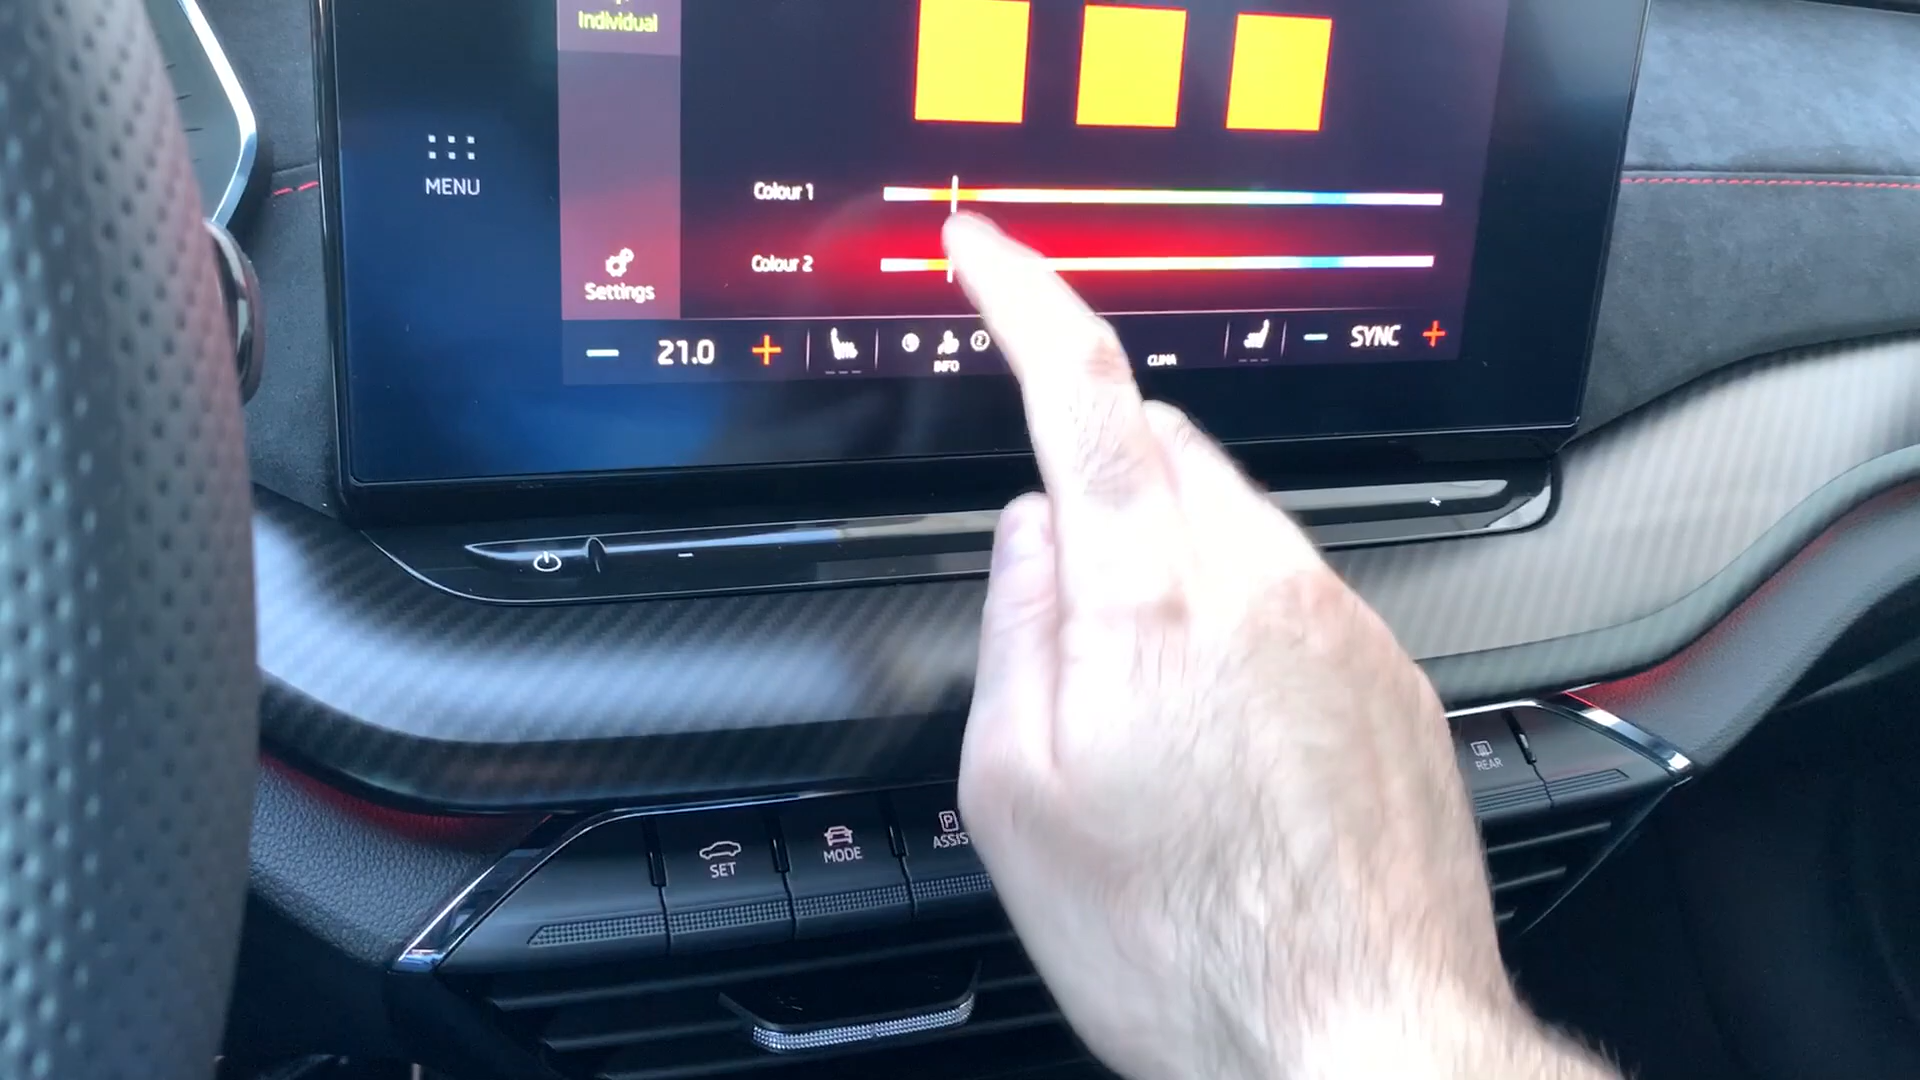 Individual
MENU
Colour 1
Colour 2
Settings
21.0
INFO
CLIMA
SYNC
REAR
SET
MODE
ASSIS